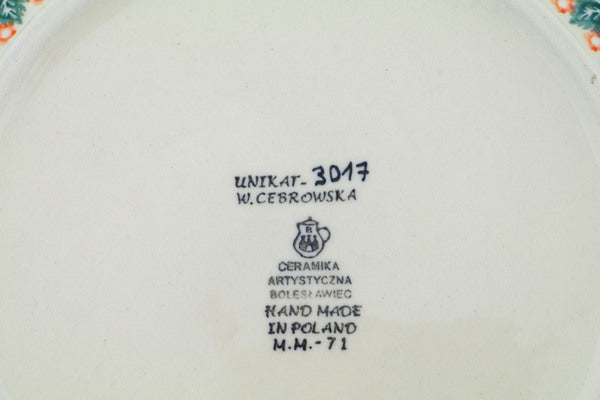 UNIKAT- 3017
W. CEBROWSKA
B
CERAMIKA
ARTYSTYCZNA
BOLESŁAWIEC
HAND MADE
IN POLAND
M.M.-71